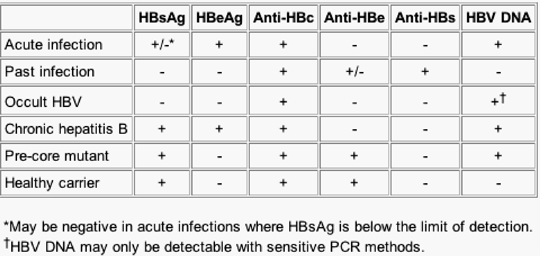 HBsAg HBeAg Anti-HBc Anti-HBe Anti-HBs HBV DNA
Acute infection +/-* + + - - +
Past infection - - + +/- + -
Occult HBV - - + - - +†
Chronic hepatitis B + + + - - +
Pre-core mutant + - + + - +
Healthy carrier + - + + - -
*May be negative in acute infections where HBsAg is below the limit of detection.
†HBV DNA may only be detectable with sensitive PCR methods.